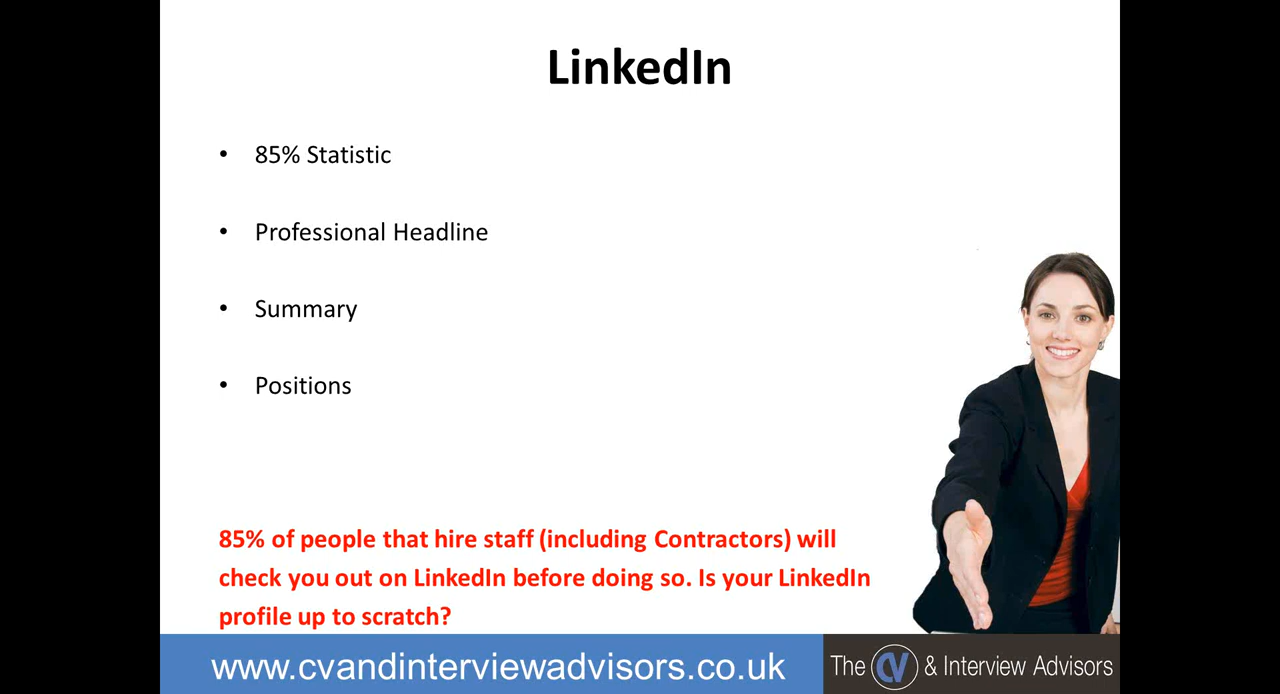 LinkedIn
• 85% Statistic
• Professional Headline
• Summary
• Positions
85% of people that hire staff (including Contractors) will
check you out on LinkedIn before doing so. Is your LinkedIn
profile up to scratch?
www.cvandinterviewadvisors.co.uk
The CV & Interview Advisors